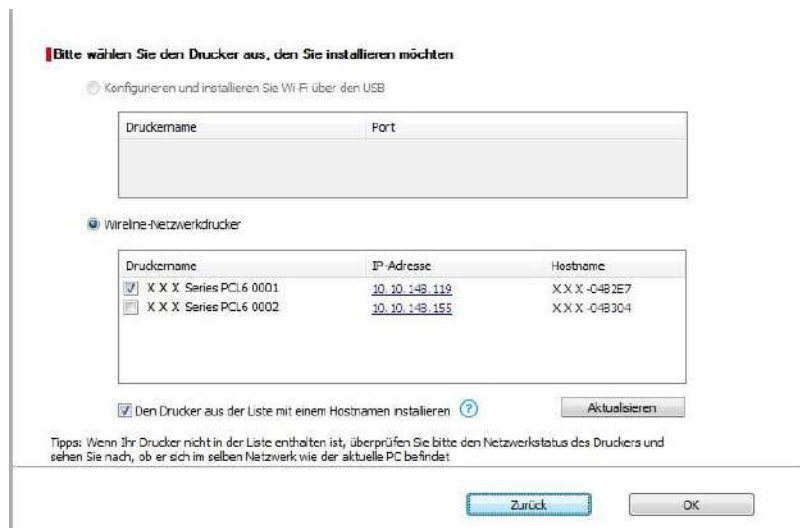 Bitte wählen Sie den Drucker aus, den Sie installieren möchten
Konfigurieren und installieren Sie Wi-Fi über den USB
Druckername Port
Wireline-Netzwerkdrucker
Druckername IP-Adresse Hostname
X X X Series PCL6 0001 10.10.148.119 X X X -04B2E7
X X X Series PCL6 0002 10.10.148.155 X X X -04B304
Den Drucker aus der Liste mit einem Hostnamen installieren ? Aktualisieren
Tipps: Wenn Ihr Drucker nicht in der Liste enthalten ist, überprüfen Sie bitte den Netzwerkstatus des Druckers und
sehen Sie nach, ob er sich im selben Netzwerk wie der aktuelle PC befindet
Zurück OK